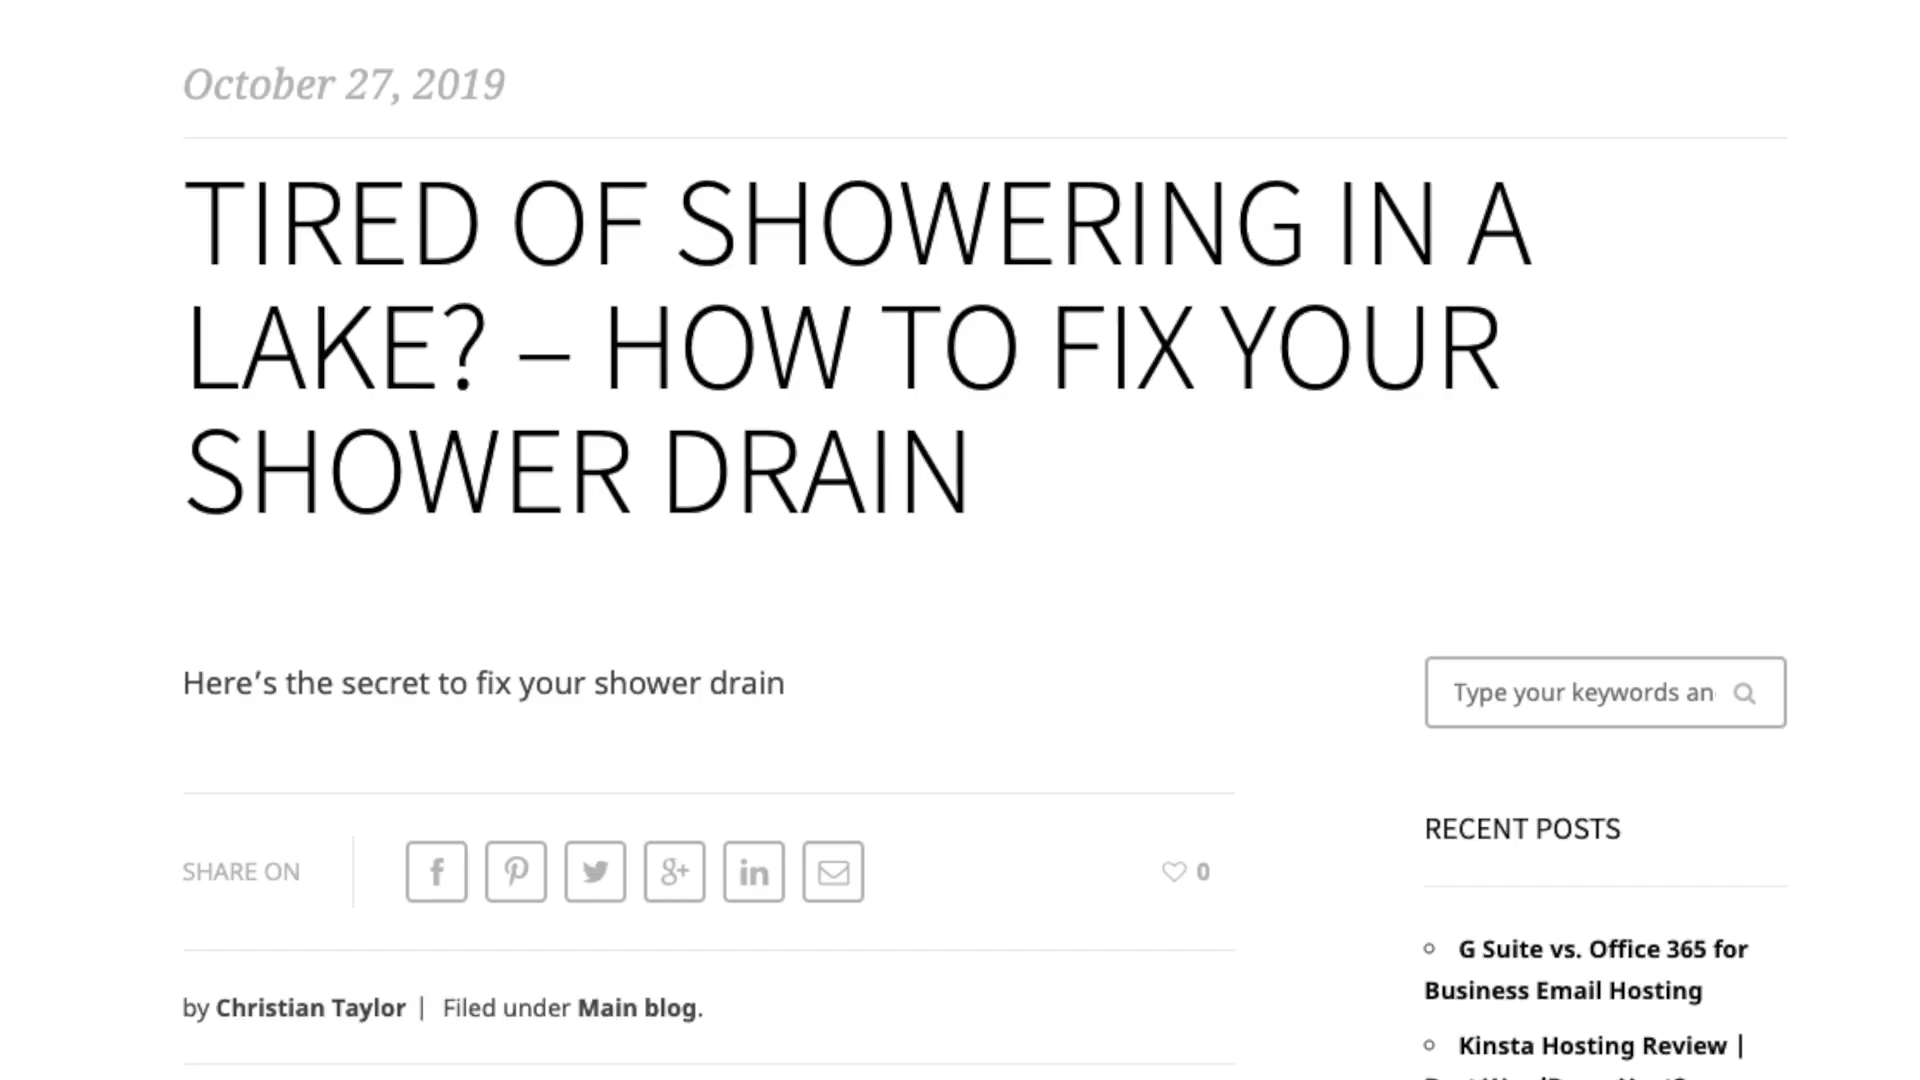 October 27, 2019
TIRED OF SHOWERING IN A
LAKE? – HOW TO FIX YOUR
SHOWER DRAIN
Here’s the secret to fix your shower drain
Type your keywords an
SHARE ON
0
by Christian Taylor | Filed under Main blog.
RECENT POSTS
G Suite vs. Office 365 for
Business Email Hosting
Kinsta Hosting Review |